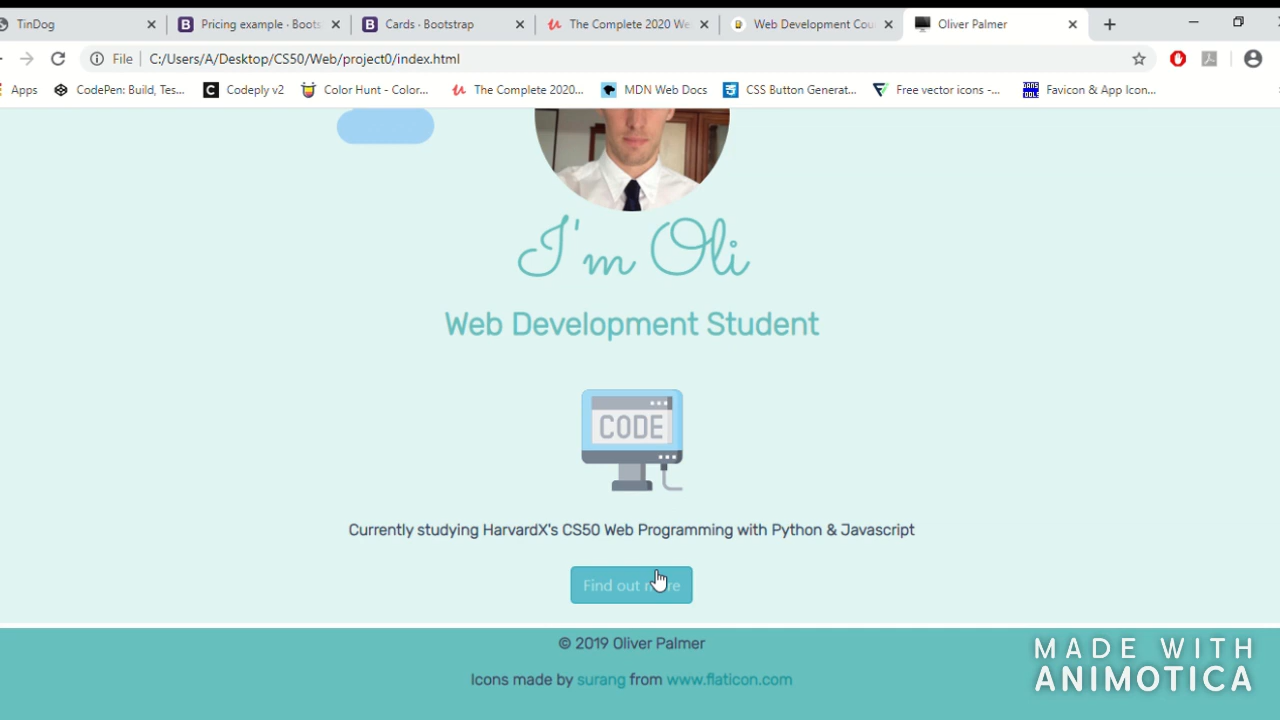 TinDog
Pricing example · Boots
Cards · Bootstrap
The Complete 2020 We
Web Development Cou
Oliver Palmer
File
C:/Users/A/Desktop/CS50/Web/project0/index.html
Apps
CodePen: Build, Tes...
Codeply v2
Color Hunt - Color...
The Complete 2020...
MDN Web Docs
CSS Button Generat...
Free vector icons -...
Favicon & App Icon...
I'm Oli
Web Development Student
CODE
Currently studying HarvardX's CS50 Web Programming with Python & Javascript
Find out more
© 2019 Oliver Palmer
Icons made by surang from www.flaticon.com
MADE WITH
ANIMOTICA